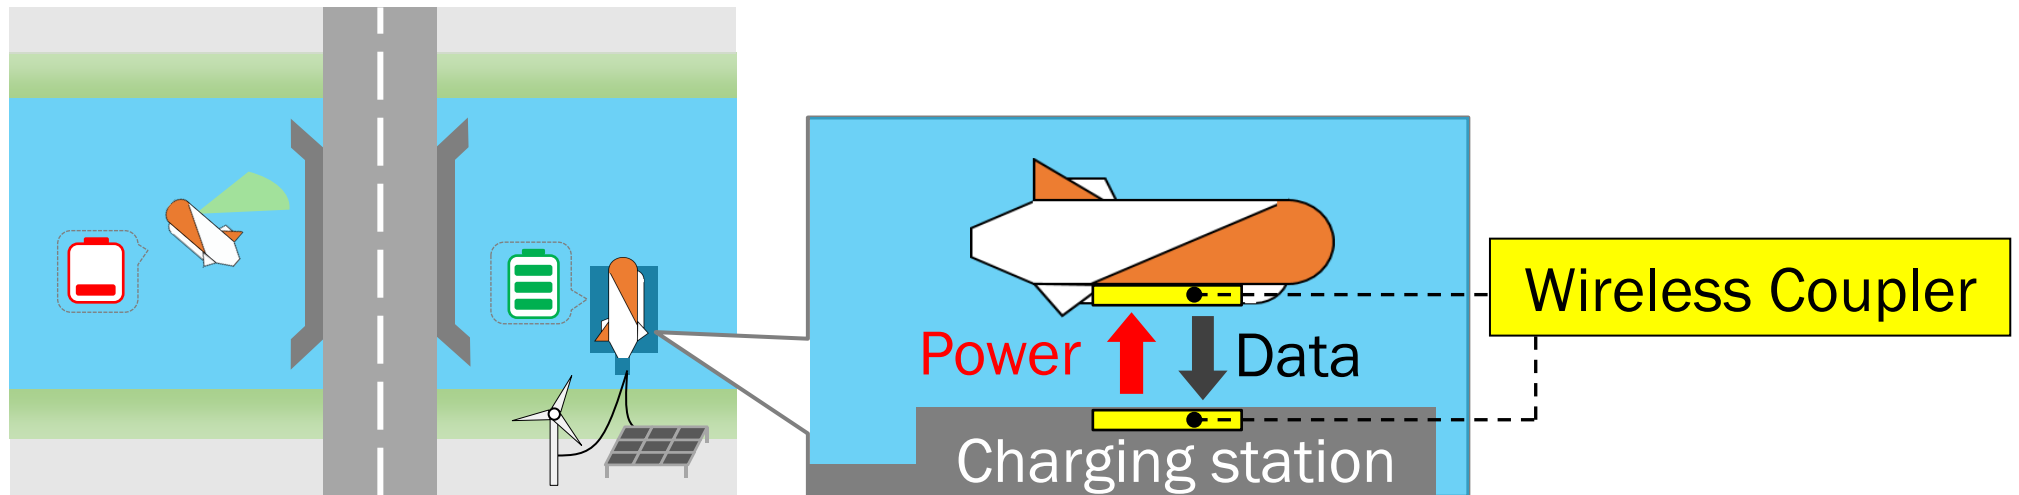 Wireless Coupler
Power
Data
Charging station